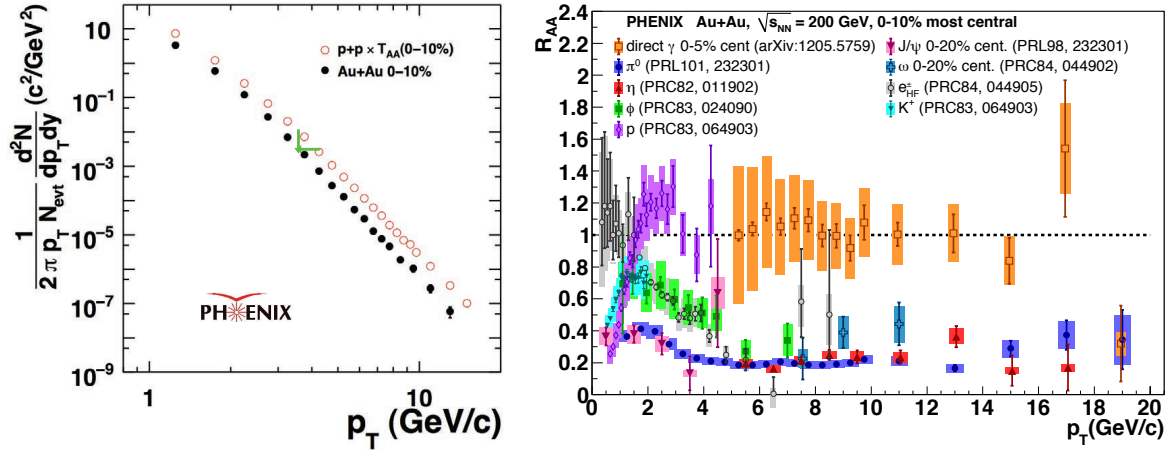 10
10⁻¹
10⁻³
10⁻⁵
10⁻⁷
10⁻⁹
1
2 π p_T
1
N_evt
d²N
dp_T dy
(c²/GeV²)
p+p × T_AA(0–10%)
Au+Au 0–10%
PHENIX
1
10
p_T (GeV/c)
R_AA
2.4
2.2
2
1.8
1.6
1.4
1.2
1
0.8
0.6
0.4
0.2
0
PHENIX Au+Au, √s_NN = 200 GeV, 0-10% most central
direct γ 0-5% cent (arXiv:1205.5759)
π⁰ (PRL101, 232301)
η (PRC82, 011902)
ϕ (PRC83, 024090)
p (PRC83, 064903)
J/ψ 0-20% cent. (PRL98, 232301)
ω 0-20% cent. (PRC84, 044902)
e±_HF (PRC84, 044905)
K⁺ (PRC83, 064903)
0 2 4 6 8 10 12 14 16 18 20
p_T(GeV/c)